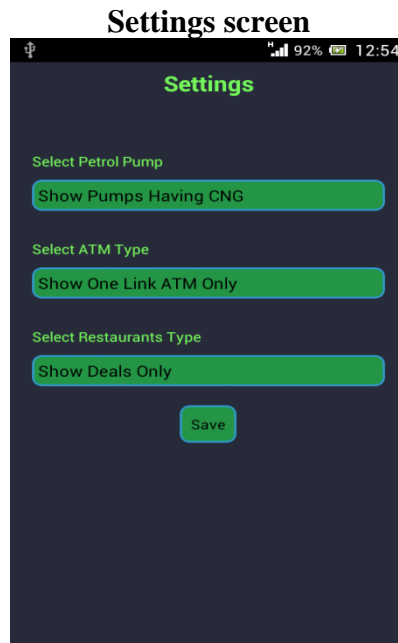 Settings screen
H 92% 12:54
Settings
Select Petrol Pump
Show Pumps Having CNG
Select ATM Type
Show One Link ATM Only
Select Restaurants Type
Show Deals Only
Save